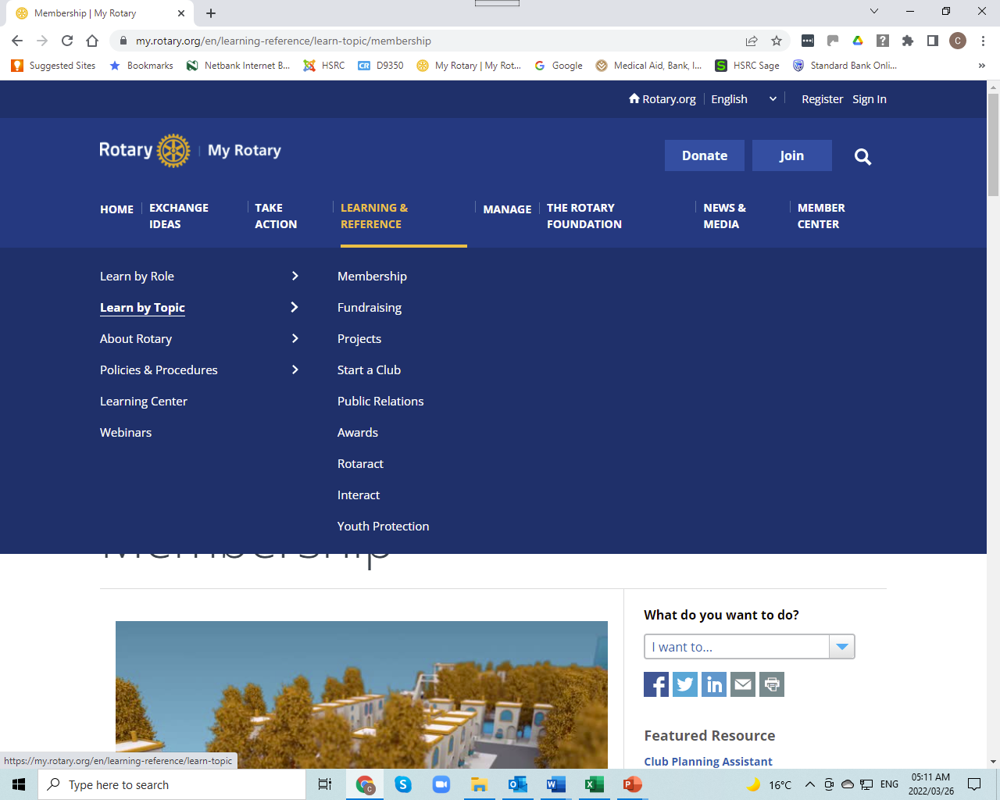 Membership | My Rotary
my.rotary.org/en/learning-reference/learn-topic/membership
C
Suggested Sites
Bookmarks
Netbank Internet B...
HSRC
CR
D9350
My Rotary | My Rot...
G
Google
Medical Aid, Bank, I...
S
HSRC Sage
Standard Bank Onli...
»
Rotary.org
English
Register
Sign In
Rotary
My Rotary
Donate
Join
HOME
EXCHANGE
IDEAS
TAKE
ACTION
LEARNING &
REFERENCE
MANAGE
THE ROTARY
FOUNDATION
NEWS &
MEDIA
MEMBER
CENTER
Learn by Role
Learn by Topic
About Rotary
Policies & Procedures
Learning Center
Webinars
Membership
Fundraising
Projects
Start a Club
Public Relations
Awards
Rotaract
Interact
Youth Protection
Membership
What do you want to do?
I want to...
Featured Resource
Club Planning Assistant
https://my.rotary.org/en/learning-reference/learn-topic
Type here to search
16°C
ENG
05:11 AM
2022/03/26